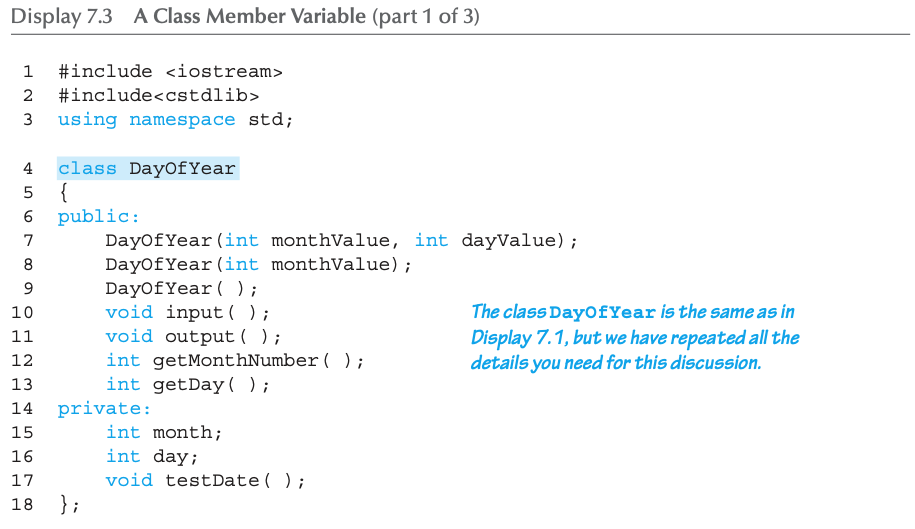 Display 7.3 A Class Member Variable (part 1 of 3)
1 #include <iostream>
2 #include<cstdlib>
3 using namespace std;
4 class DayOfYear
5 {
6 public:
7 DayOfYear(int monthValue, int dayValue);
8 DayOfYear(int monthValue);
9 DayOfYear( );
10 void input( );
11 void output( );
12 int getMonthNumber( );
13 int getDay( );
14 private:
15 int month;
16 int day;
17 void testDate( );
18 };
The class DayOfYear is the same as in
Display 7.1, but we have repeated all the
details you need for this discussion.